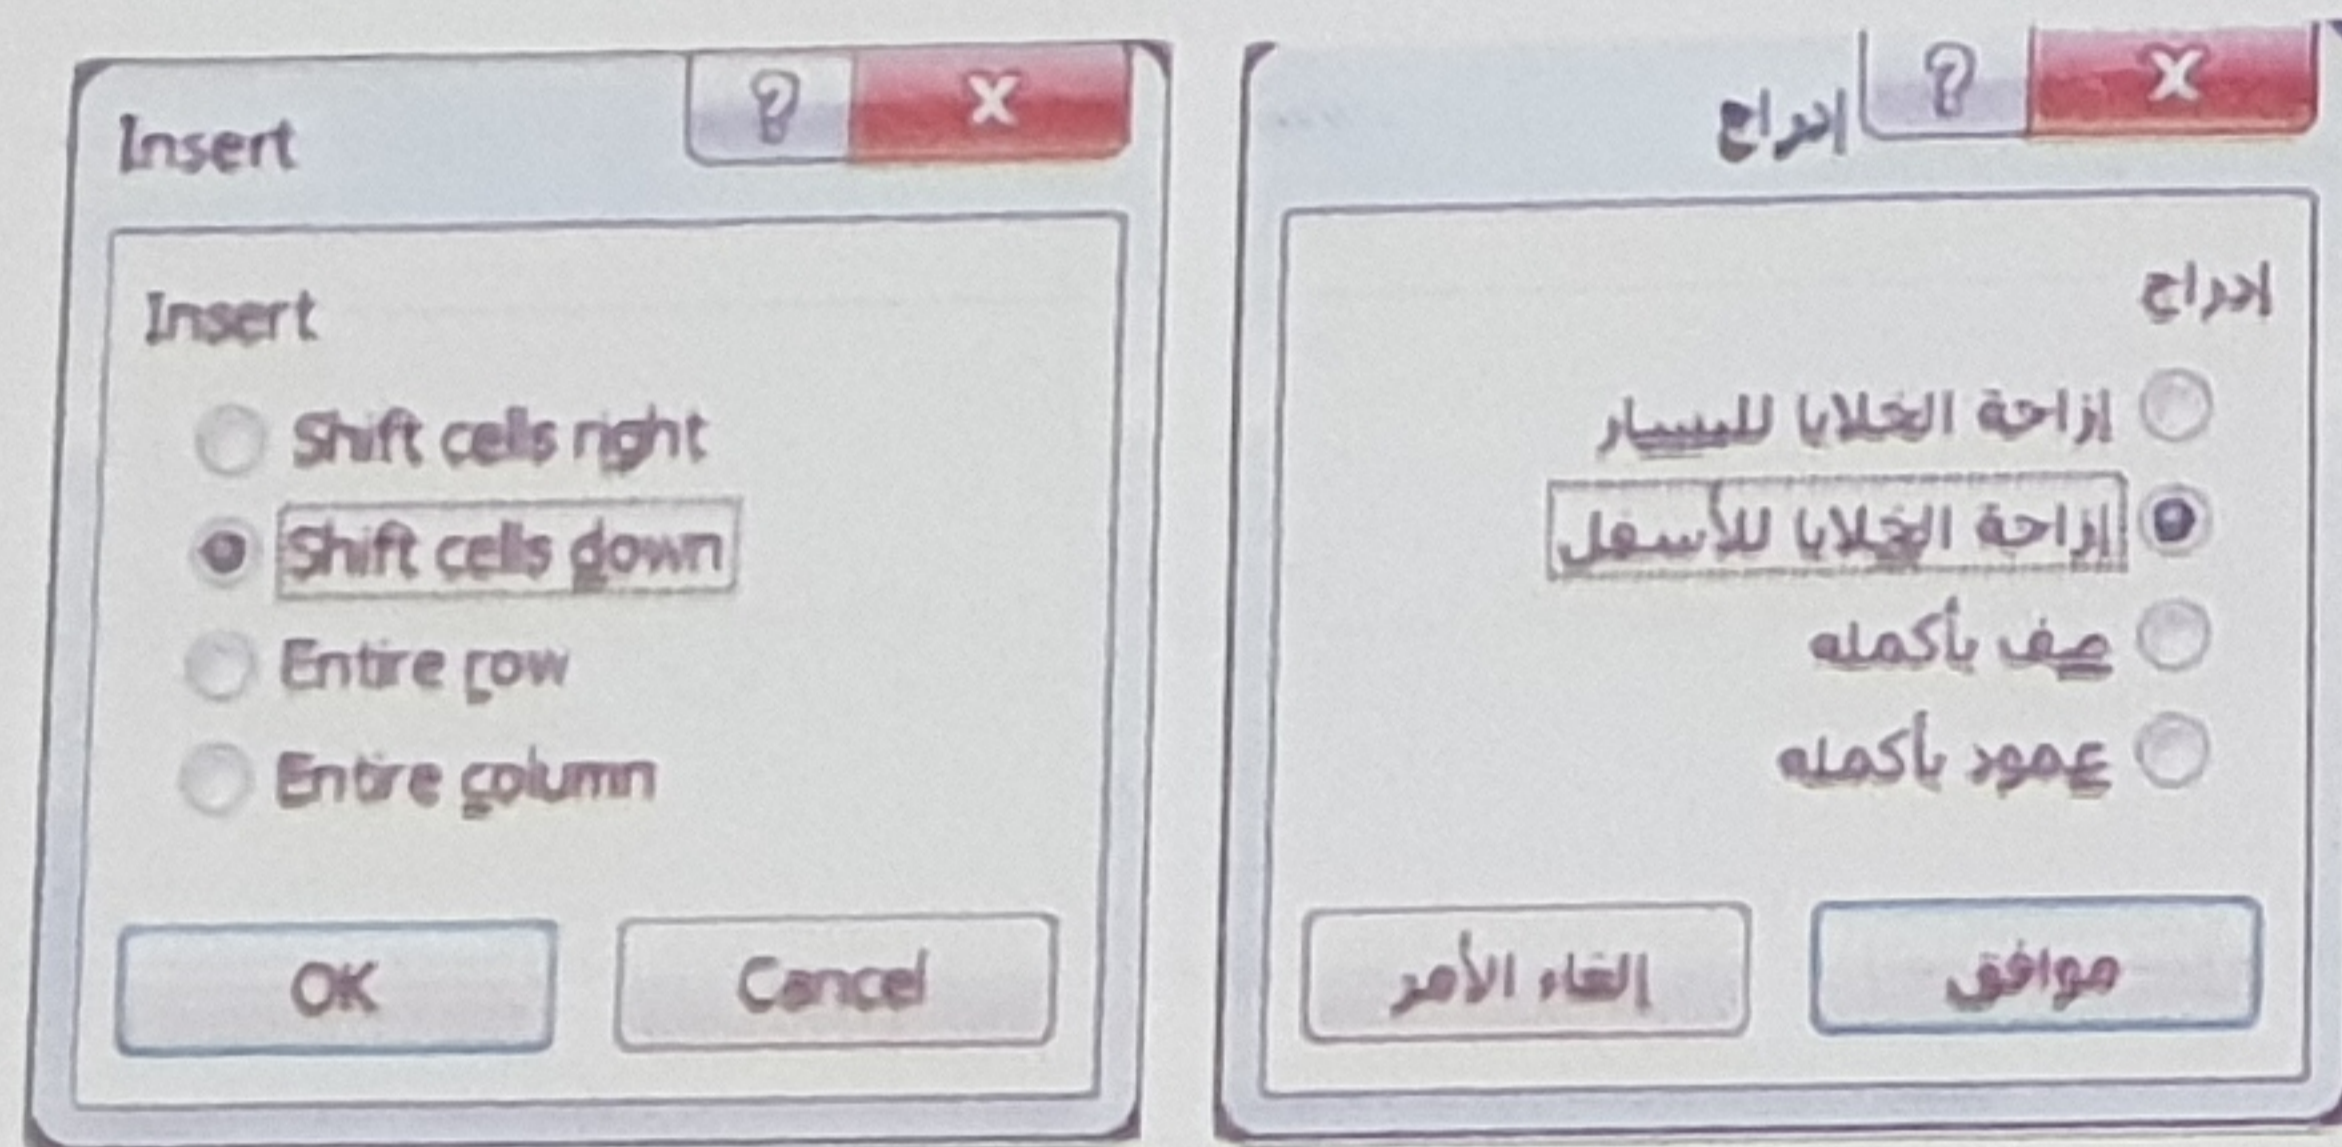 Insert
Insert
Shift cells right
Shift cells down
Entire row
Entire column
OK Cancel
إدراج
إدراج
إزاحة الخلايا لليسار
إزاحة الخلايا للأسفل
صف بأكمله
عمود بأكمله
موافق إلغاء الأمر